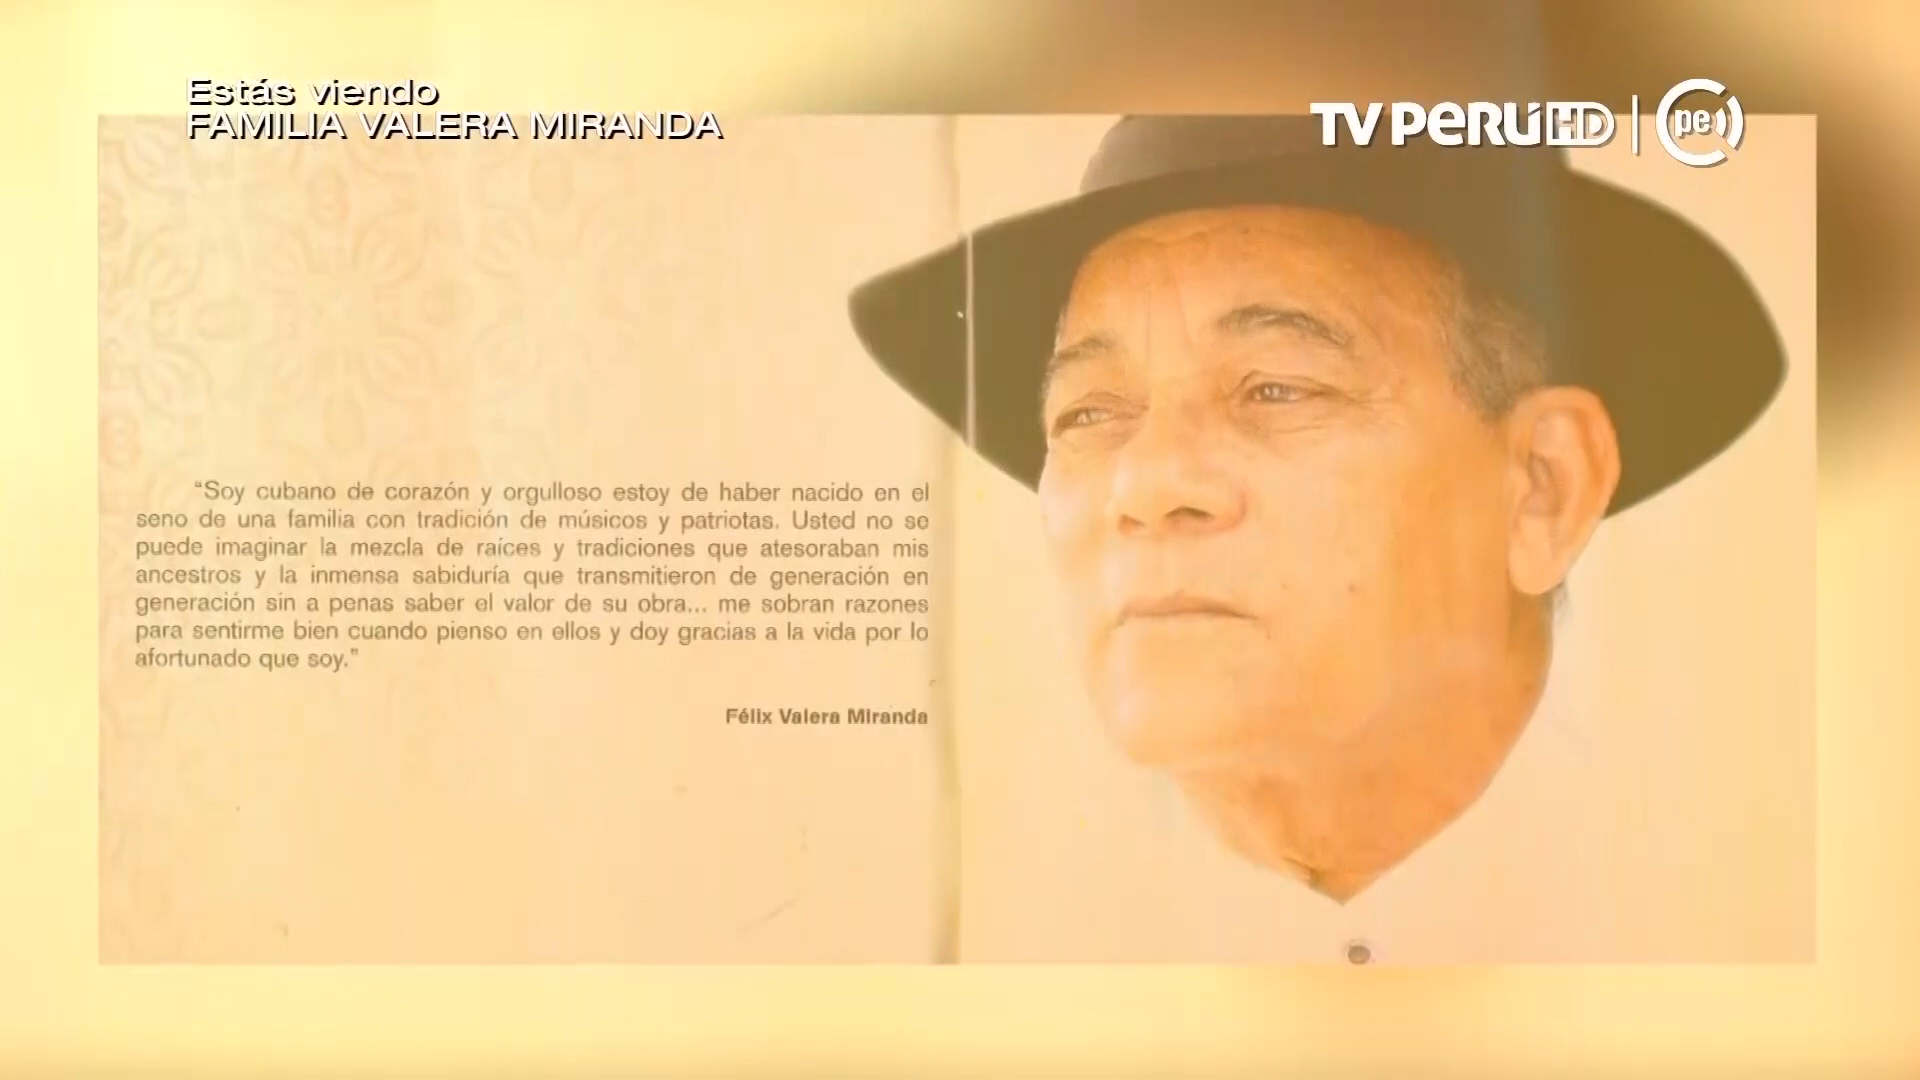 Estás viendo
FAMILIA VALERA MIRANDA
TVPERÚHD
pe
“Soy cubano de corazón y orgulloso estoy de haber nacido en el
seno de una familia con tradición de músicos y patriotas. Usted no se
puede imaginar la mezcla de raíces y tradiciones que atesoraban mis
ancestros y la inmensa sabiduría que transmitieron de generación en
generación sin a penas saber el valor de su obra... me sobran razones
para sentirme bien cuando pienso en ellos y doy gracias a la vida por lo
afortunado que soy.”
Félix Valera Miranda